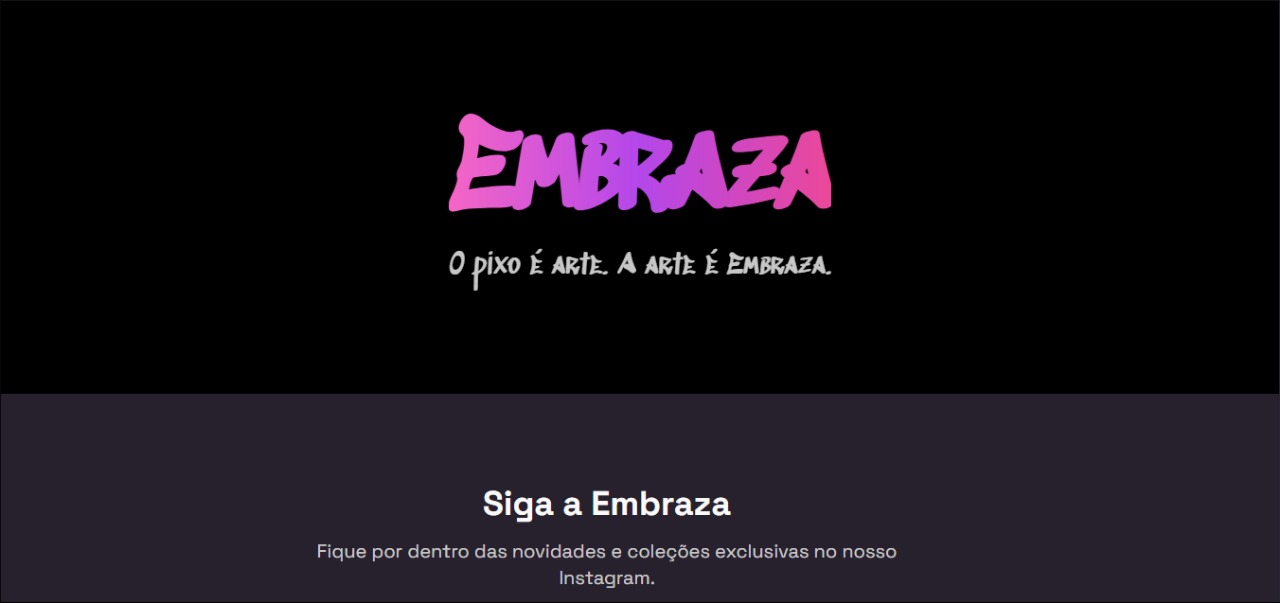 Embraza
O pixo é arte. A arte é Embraza.
Siga a Embraza
Fique por dentro das novidades e coleções exclusivas no nosso
Instagram.